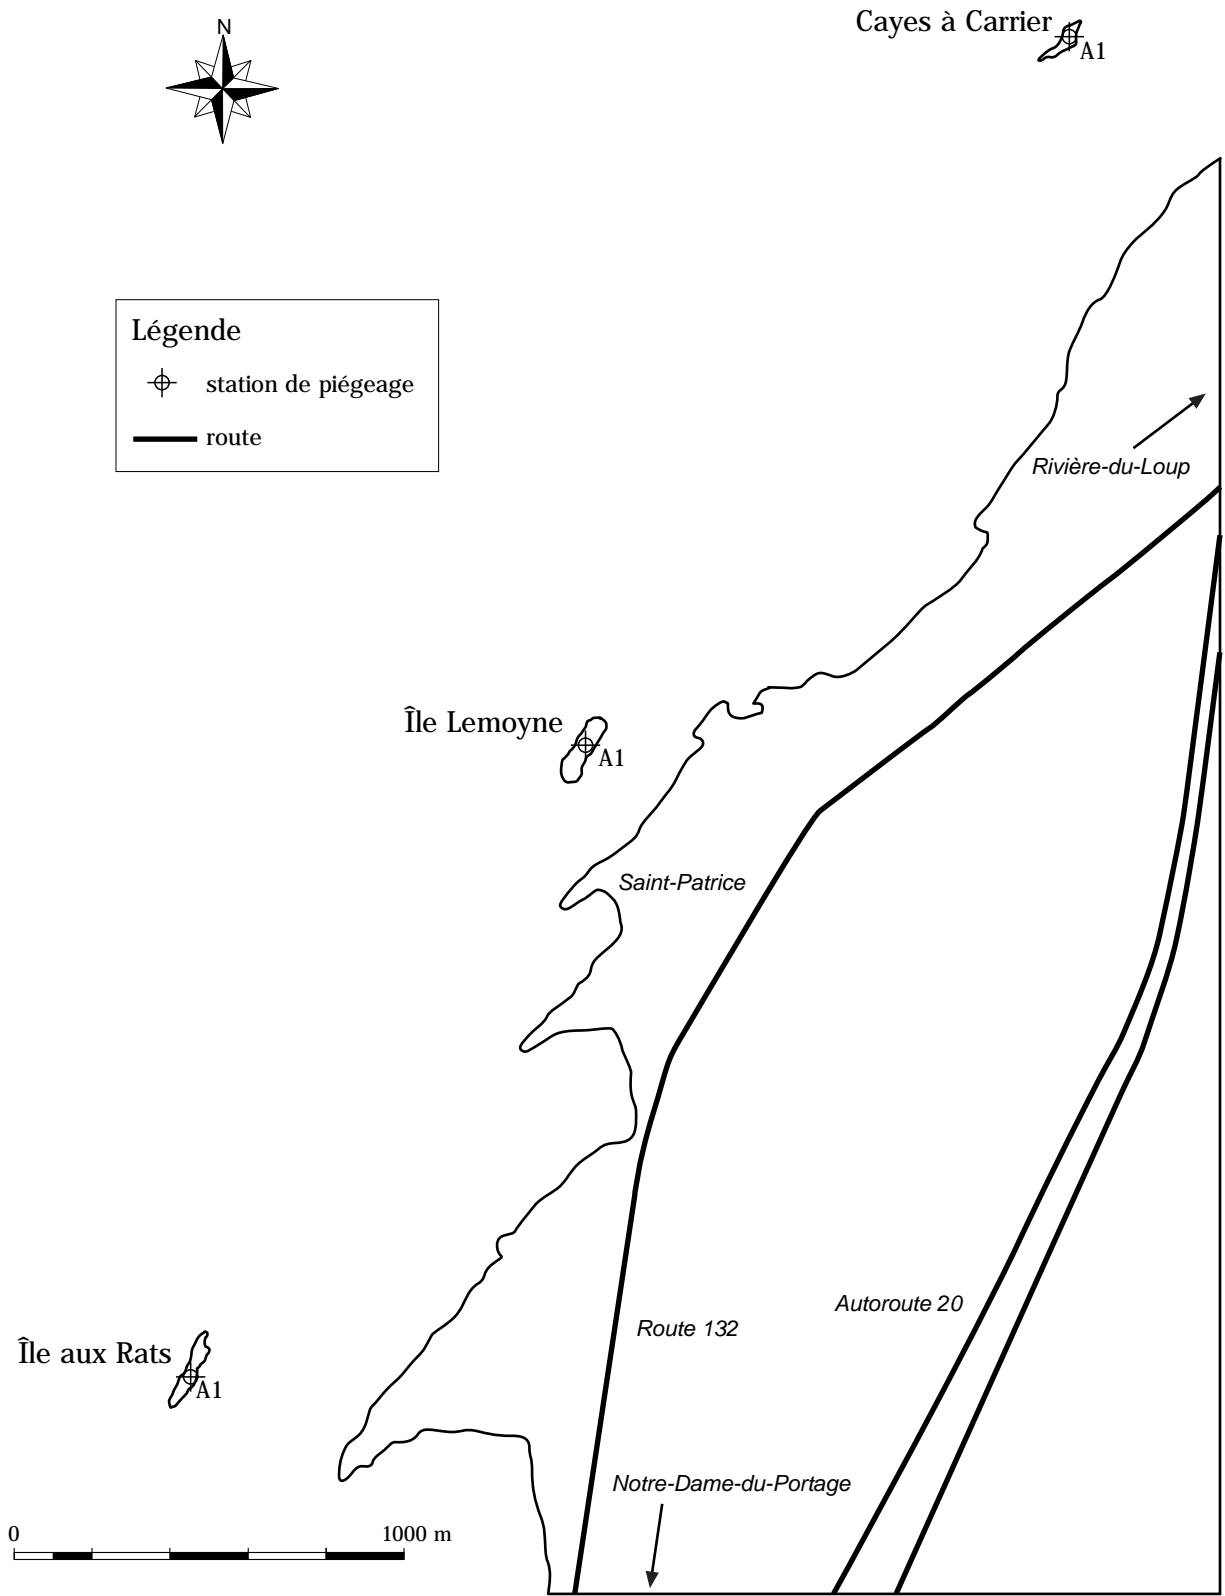 N
Cayes à Carrier
A1
Légende
station de piégeage
route
Rivière-du-Loup
Île Lemoyne
A1
Saint-Patrice
Autoroute 20
Route 132
Île aux Rats
A1
Notre-Dame-du-Portage
0 1000 m